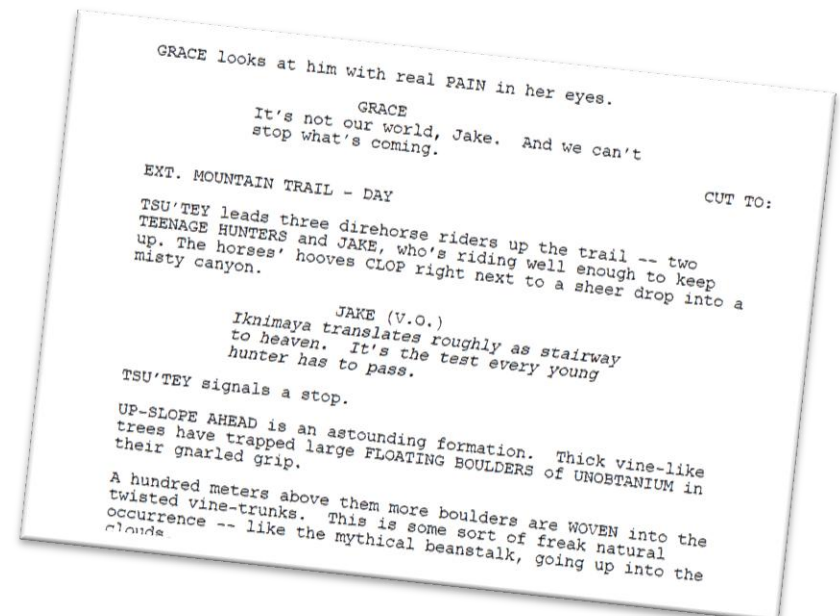 GRACE looks at him with real PAIN in her eyes.
GRACE
It's not our world, Jake.  And we can't
stop what's coming.
CUT TO:
EXT. MOUNTAIN TRAIL - DAY
TSU'TEY leads three direhorse riders up the trail -- two
TEENAGE HUNTERS and JAKE, who's riding well enough to keep
up. The horses' hooves CLOP right next to a sheer drop into a
misty canyon.
JAKE (V.O.)
Iknimaya translates roughly as stairway
to heaven.  It's the test every young
hunter has to pass.
TSU'TEY signals a stop.
UP-SLOPE AHEAD is an astounding formation.  Thick vine-like
trees have trapped large FLOATING BOULDERS of UNOBTANIUM in
their gnarled grip.
A hundred meters above them more boulders are WOVEN into the
twisted vine-trunks.  This is some sort of freak natural
occurrence -- like the mythical beanstalk, going up into the
clouds.